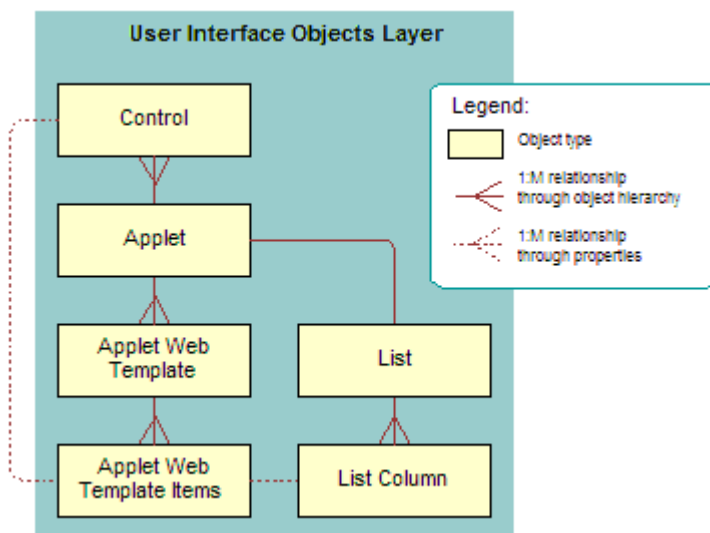 User Interface Objects Layer
Control
Applet
Applet Web
Template
List
Applet Web
Template Items
List Column
Legend:
Object type
1:M relationship
through object hierarchy
1:M relationship
through properties